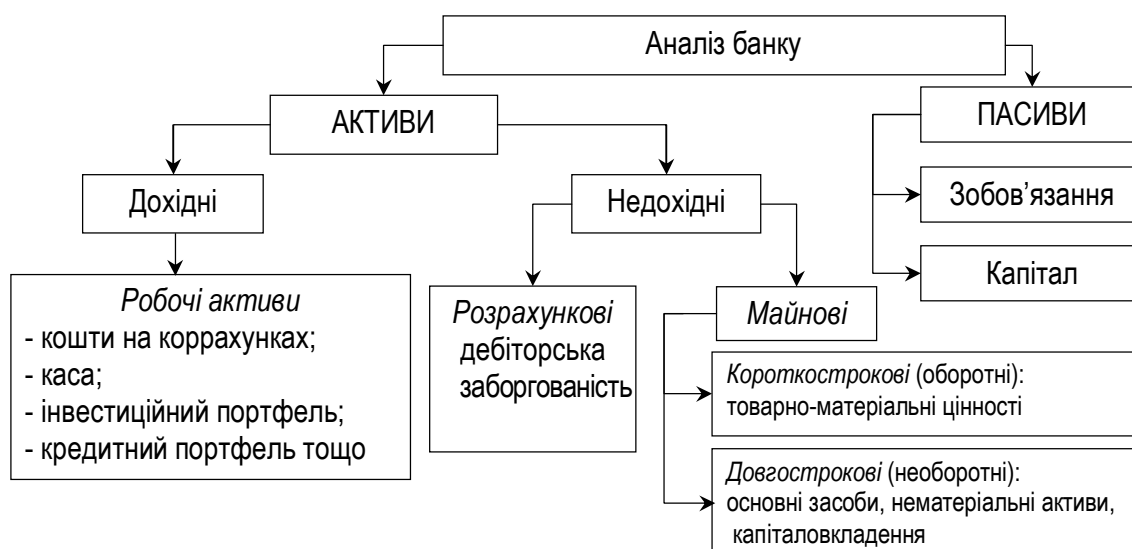 Аналіз банку
АКТИВИ
ПАСИВИ
Дохідні
Недохідні
Зобов’язання
Капітал
Робочі активи
- кошти на коррахунках;
- каса;
- інвестиційний портфель;
- кредитний портфель тощо
Розрахункові
дебіторська
заборгованість
Майнові
Короткострокові (оборотні):
товарно-матеріальні цінності
Довгострокові (необоротні):
основні засоби, нематеріальні активи,
капіталовкладення